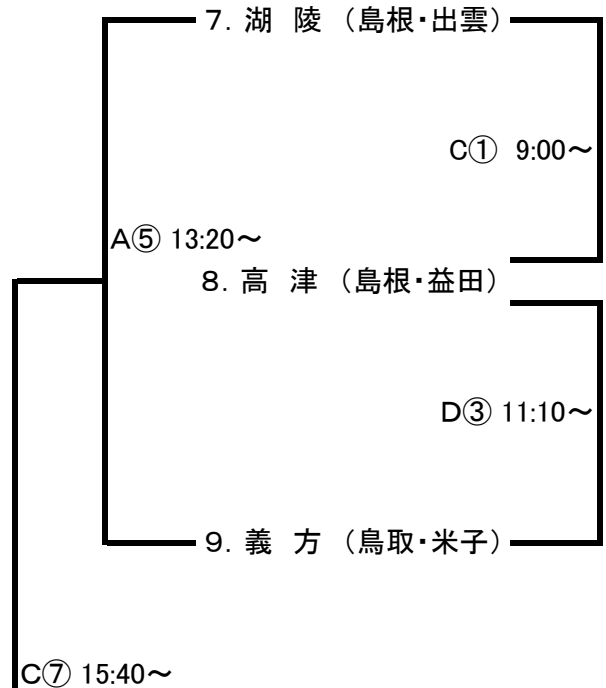 7．湖　陵　（島根・出雲）
C①　9:00～
A⑤ 13:20～
8．高　津　（島根・益田）
D③ 11:10～
9．義　方　（鳥取・米子）
C⑦ 15:40～